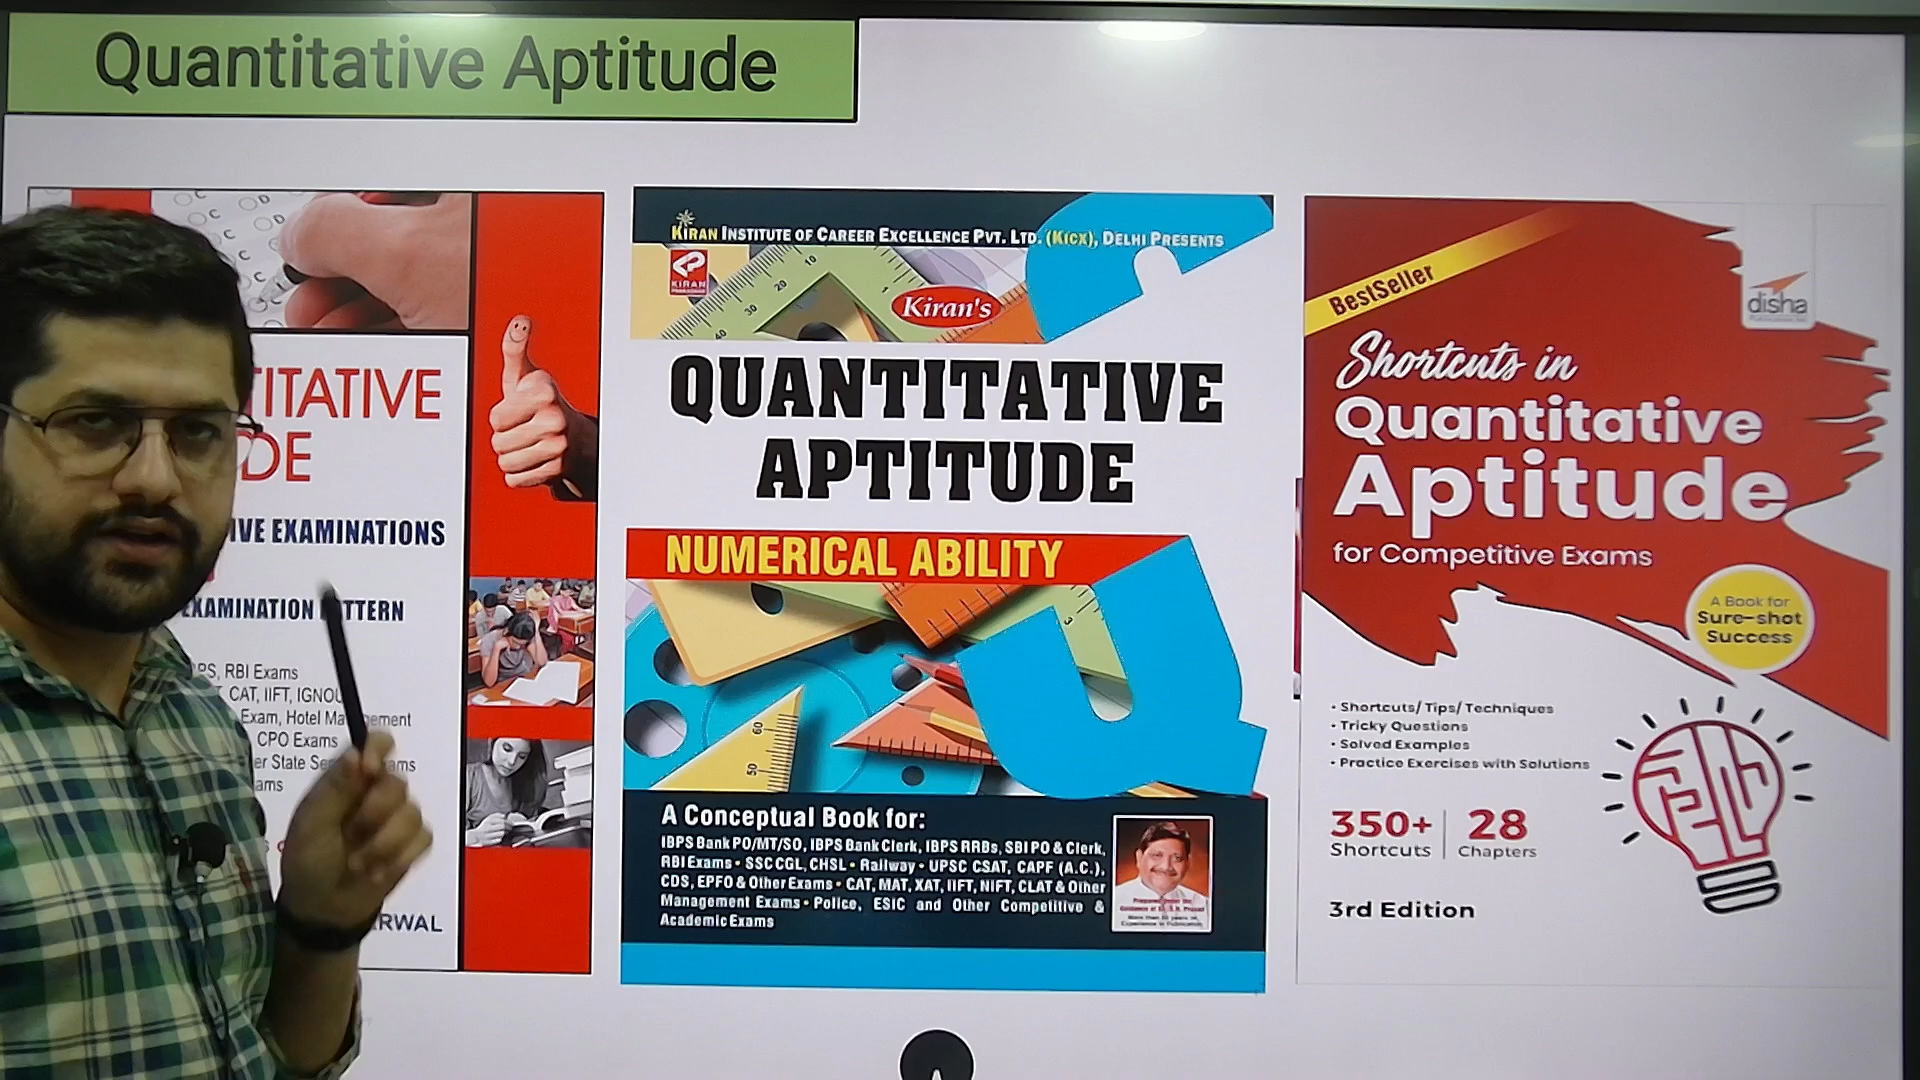 Quantitative Aptitude
TITATIVE
DE
IVE EXAMINATIONS
EXAMINATION
PS, RBI Exams
CAT, IIFT, IGNOU
Exam, Hotel
CPO Exams
er State
ams
ams
RWAL
KIRAN INSTITUTE OF CAREER EXCELLENCE PVT. LTD. (KICX), DELHI PRESENTS
KIRAN
Kiran's
QUANTITATIVE
APTITUDE
NUMERICAL ABILITY
A Conceptual Book for:
IBPS Bank PO/MT/SO, IBPS Bank Clerk, IBPS RRBs, SBI PO & Clerk,
RBI Exams • SSC CGL, CHSL • Railway • UPSC CSAT, CAPF (A.C.),
CDS, EPFO & Other Exams • CAT, MAT, XAT, IIFT, NIFT, CLAT & Other
Management Exams • Police, ESIC and Other Competitive &
Academic Exams
BestSeller
disha
Shortcuts in
Quantitative
Aptitude
for Competitive Exams
A Book for
Sure-shot
Success
• Shortcuts/ Tips/ Techniques
• Tricky Questions
• Solved Examples
• Practice Exercises with Solutions
350+ 28
Shortcuts Chapters
3rd Edition